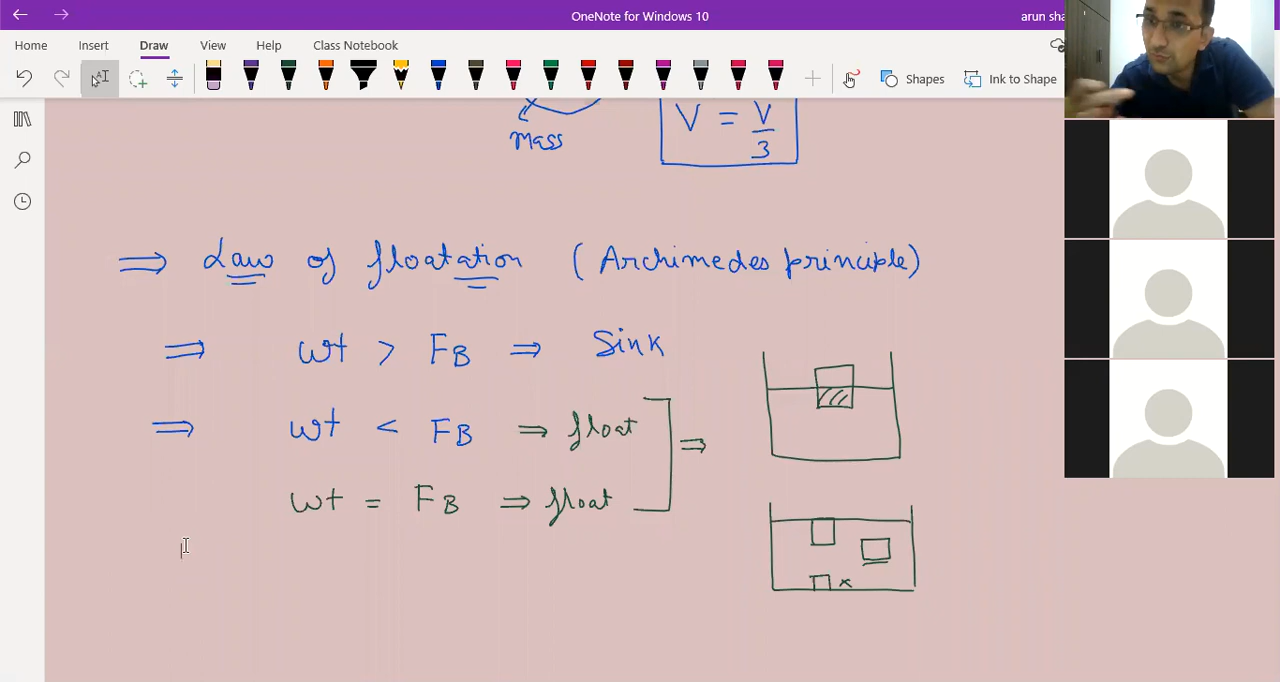 OneNote for Windows 10
arun sha
Home Insert Draw View Help Class Notebook
Shapes Ink to Shape
Mass
V = V/3
⇒ Law of floatation (Archimedes principle)
⇒ wt > FB ⇒ Sink
⇒ wt < FB ⇒ float
⇒
wt = FB ⇒ float
x